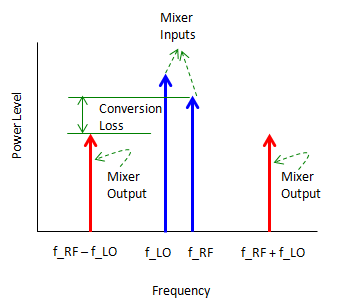 Mixer
Inputs
Power Level
Conversion
Loss
Mixer
Output
Mixer
Output
f_RF – f_LO
f_LO
f_RF
f_RF + f_LO
Frequency